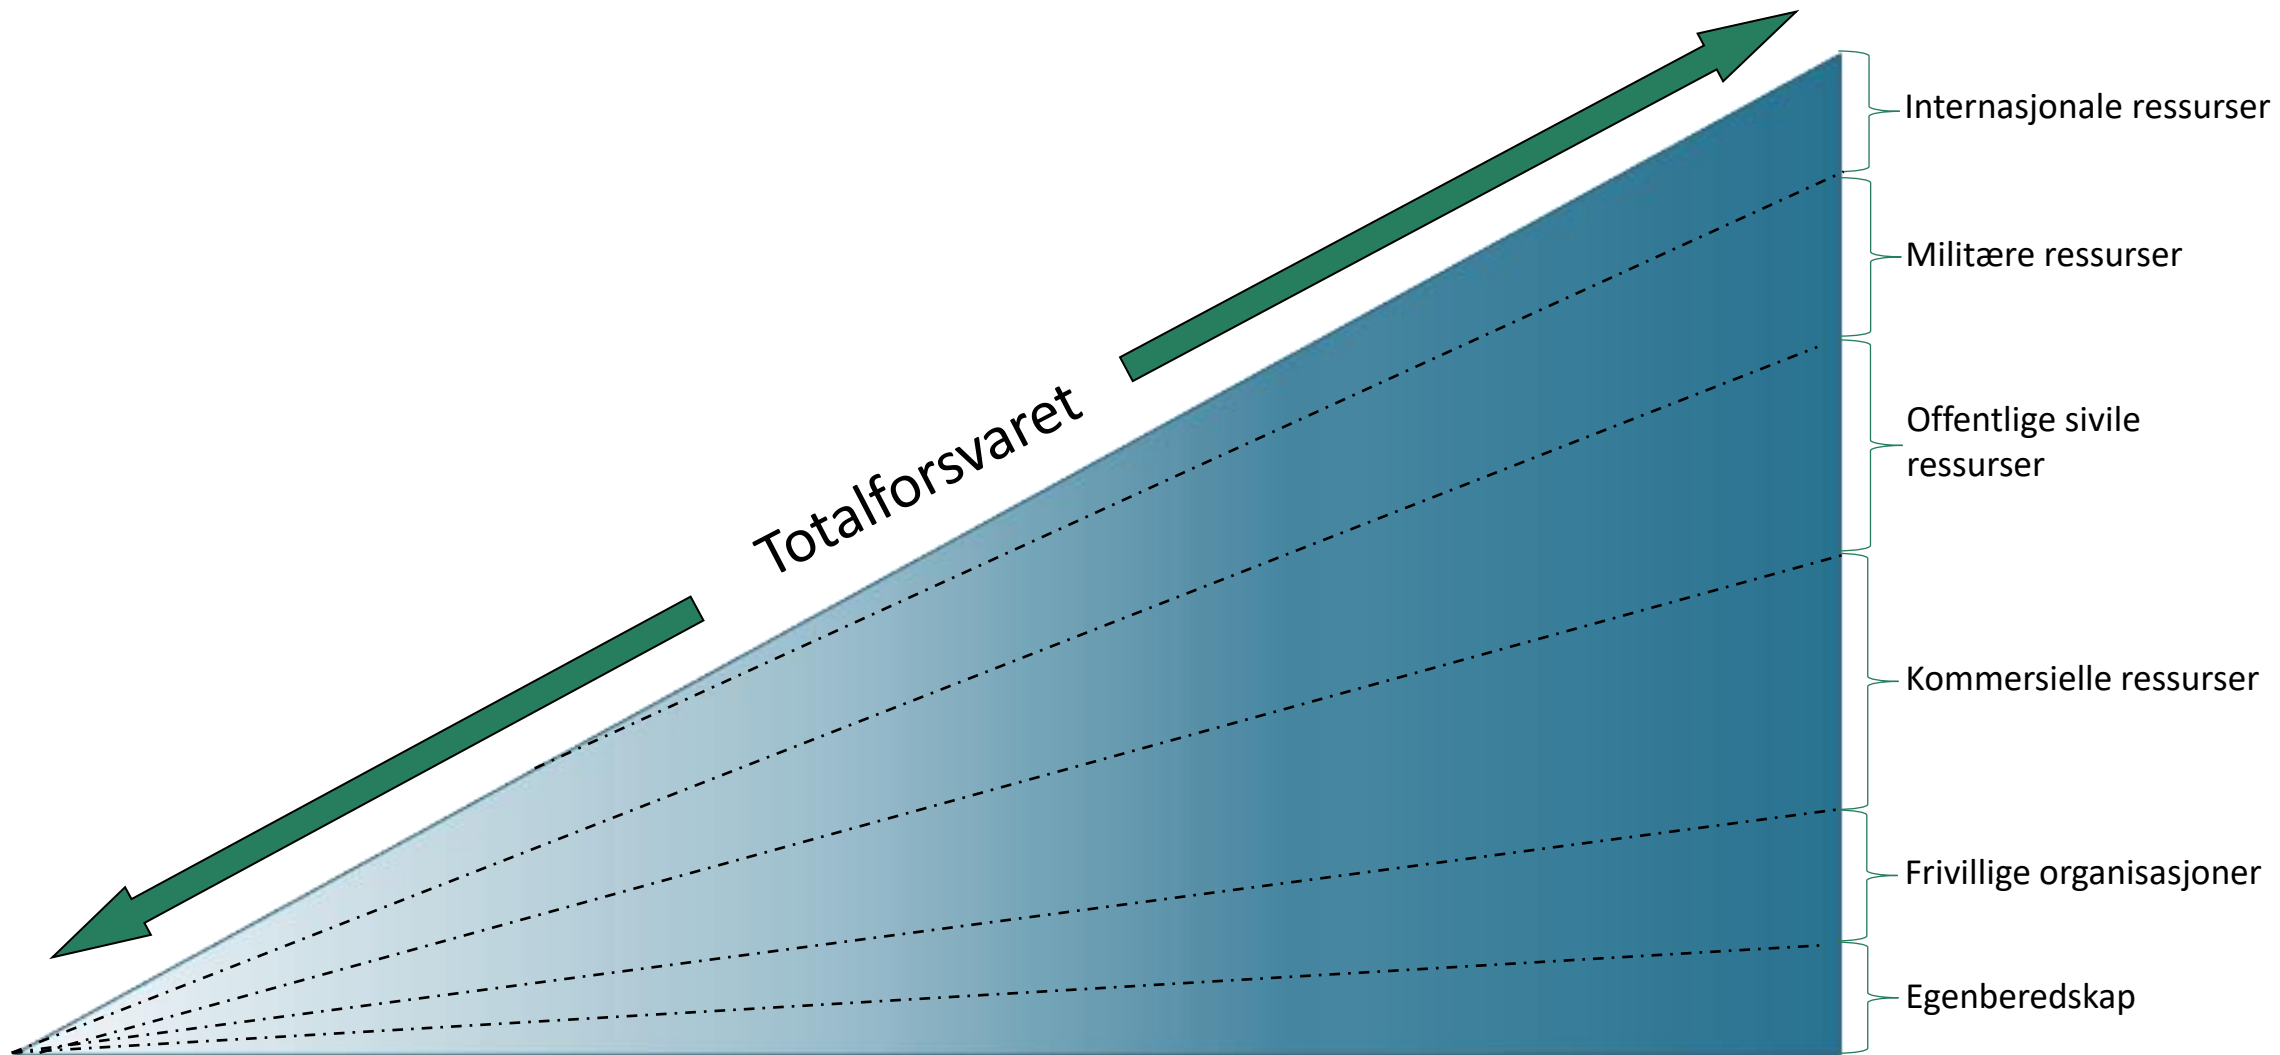 Internasjonale ressurser
Militære ressurser
Totalforsvaret
Offentlige sivile
ressurser
Kommersielle ressurser
Frivillige organisasjoner
Egenberedskap